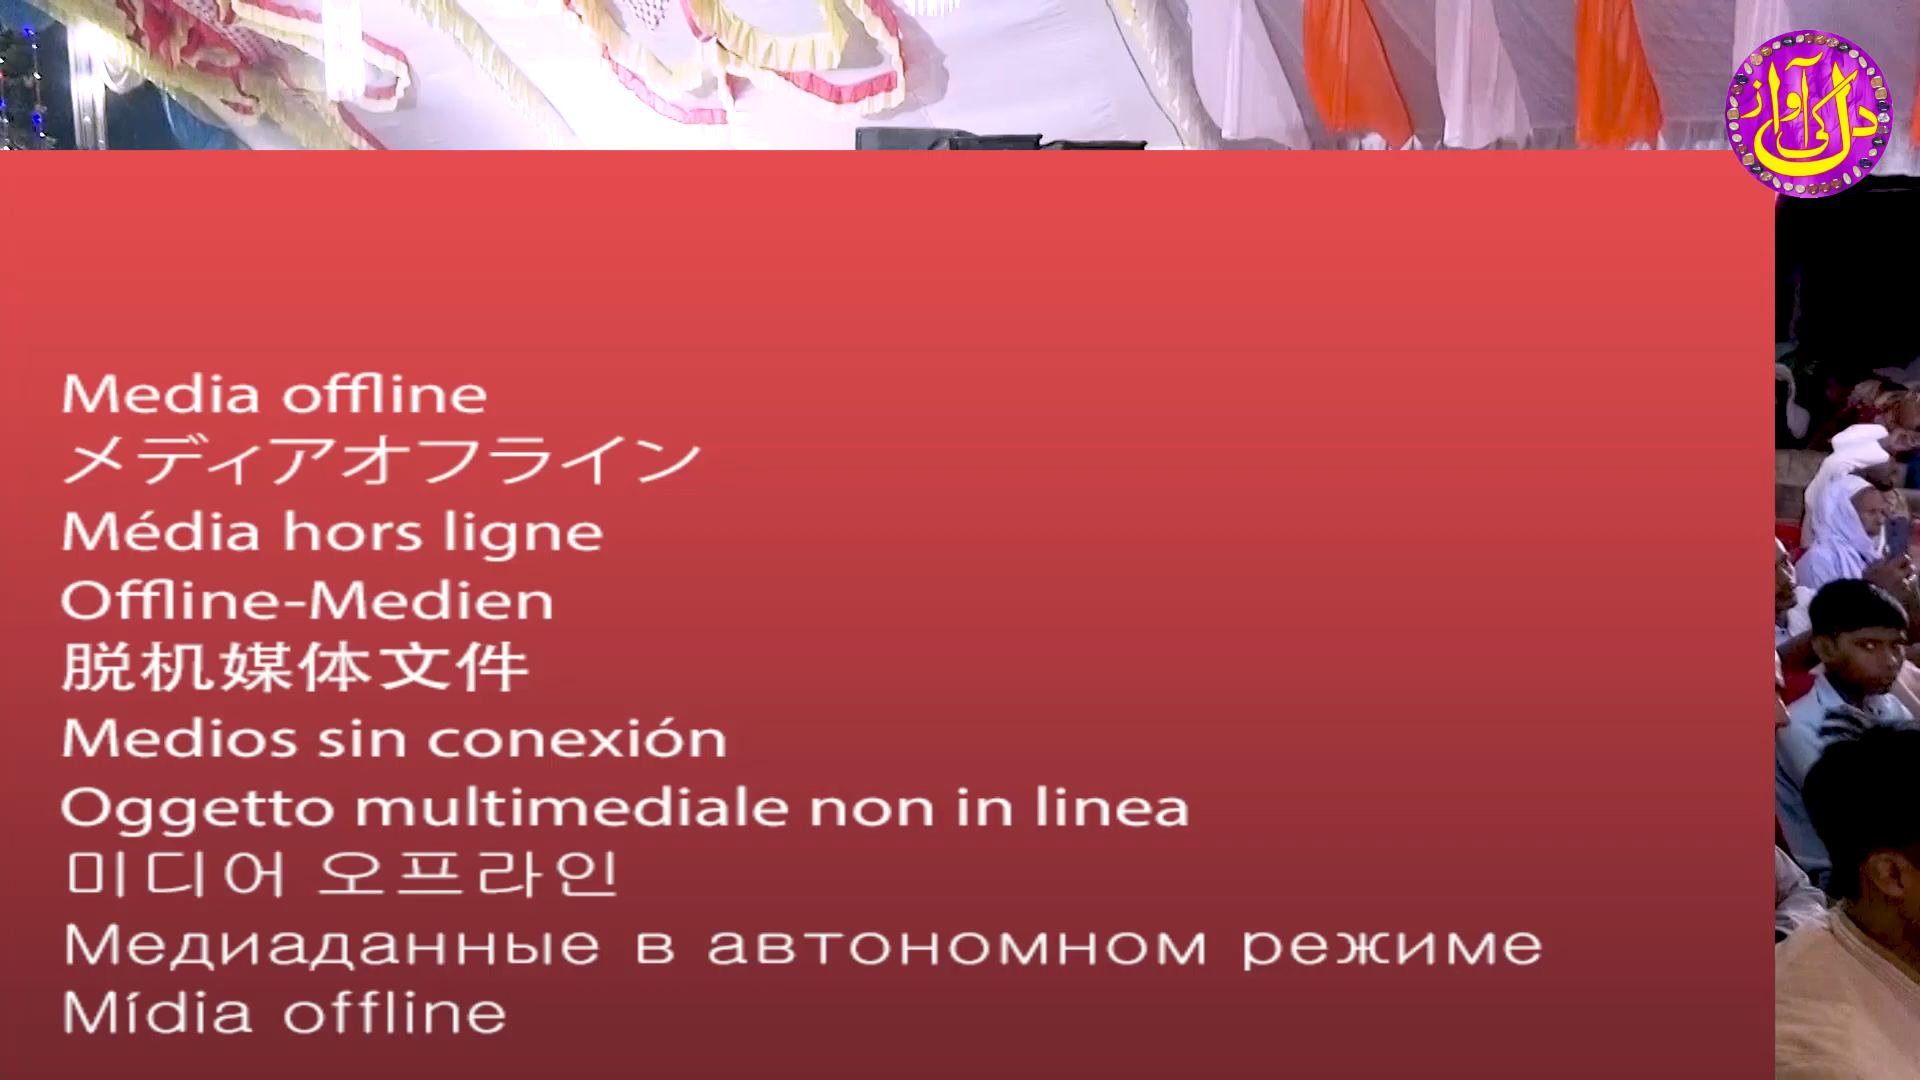 دل کی آواز
Media offline
メディアオフライン
Média hors ligne
Offline-Medien
脱机媒体文件
Medios sin conexión
Oggetto multimediale non in linea
미디어 오프라인
Медиаданные в автономном режиме
Mídia offline